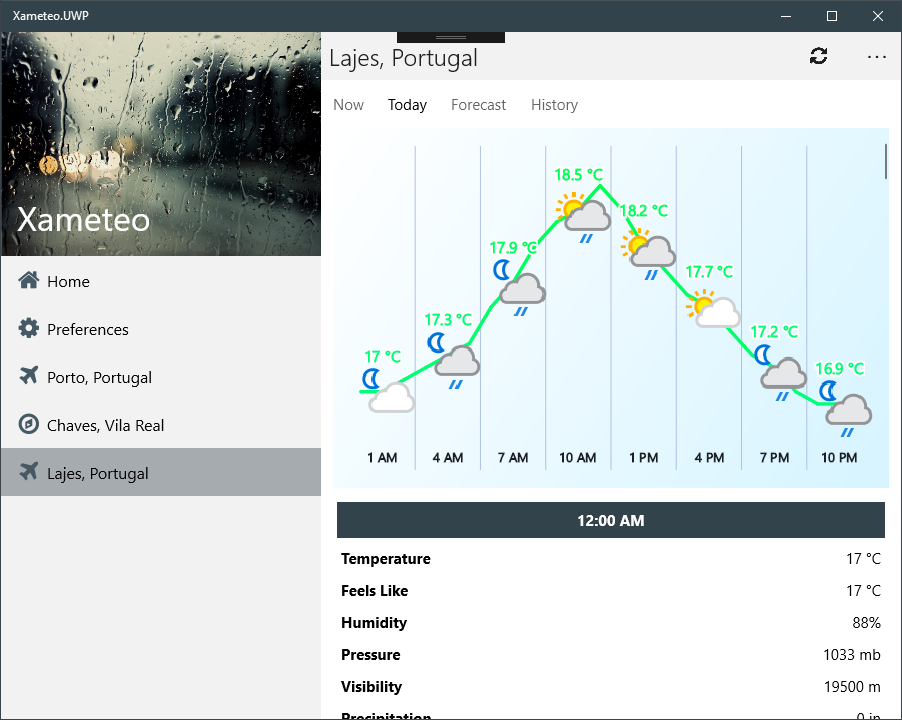 Xameteo.UWP
Xameteo
Home
Preferences
Porto, Portugal
Chaves, Vila Real
Lajes, Portugal
Lajes, Portugal
Now Today Forecast History
18.5 °C
18.2 °C
17.9 °C
17.7 °C
17.3 °C
17.2 °C
17 °C
16.9 °C
1 AM 4 AM 7 AM 10 AM 1 PM 4 PM 7 PM 10 PM
12:00 AM
Temperature 17 °C
Feels Like 17 °C
Humidity 88%
Pressure 1033 mb
Visibility 19500 m
Precipitation 0 in